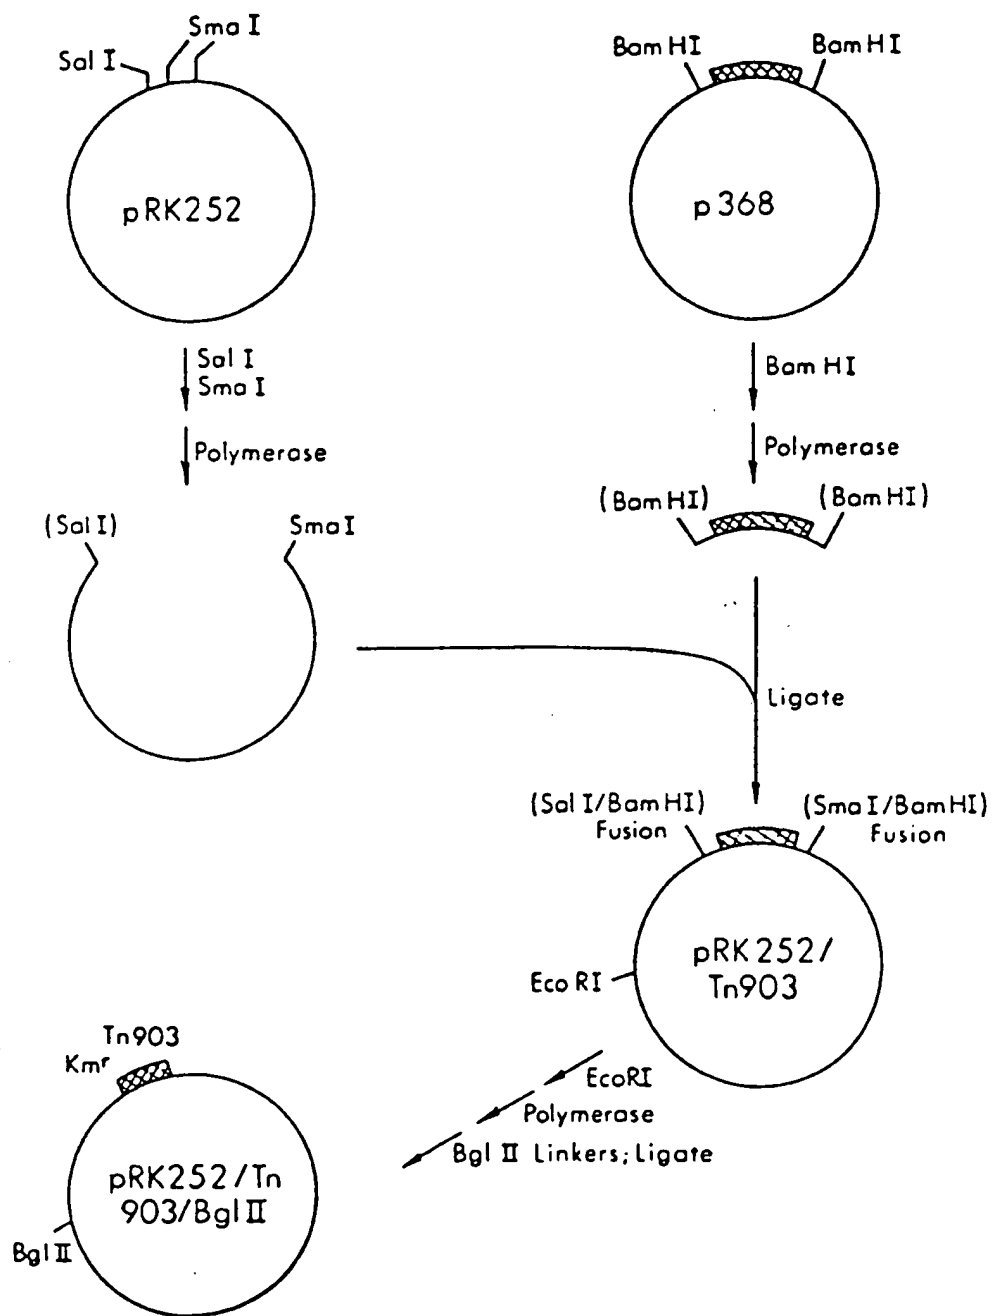 Sma I
Sal I
pRK252
Bam HI
Bam HI
p368
Sal I
Sma I
Polymerase
Bam HI
Polymerase
(Sal I)
Sma I
(Bam HI)
(Bam HI)
Ligate
(Sal I/Bam HI)
Fusion
(Sma I/Bam HI)
Fusion
pRK252/
Tn903
Eco RI
EcoRI
Polymerase
Bgl II Linkers; Ligate
Tn903
Kmr
pRK252/Tn
903/Bgl II
Bgl II